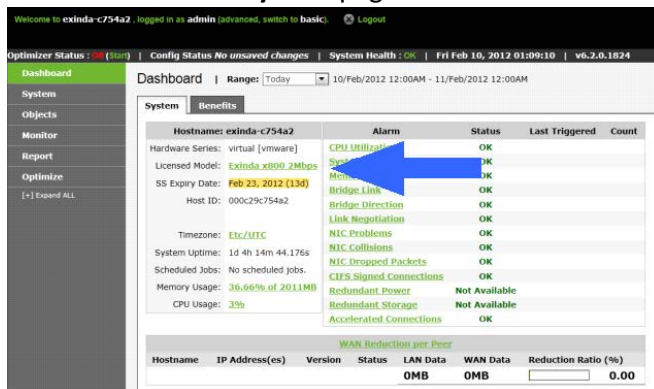 Welcome to exinda-c754a2 , logged in as admin (advanced, switch to basic). Logout
Optimizer Status : (Start) | Config Status No unsaved changes | System Health : OK | Fri Feb 10, 2012 01:09:10 | v6.2.0.1824
Dashboard
System
Objects
Monitor
Report
Optimize
[+] Expand ALL
Dashboard | Range: Today 10/Feb/2012 12:00AM - 11/Feb/2012 12:00AM
System Benefits
Hostname: exinda-c754a2
Hardware Series: virtual [vmware]
Licensed Model: Exinda x800 2Mbps
SS Expiry Date: Feb 23, 2012 (13d)
Host ID: 000c29c754a2
Timezone: Etc/UTC
System Uptime: 1d 4h 14m 44.176s
Scheduled Jobs: No scheduled jobs.
Memory Usage: 36.66% of 2011MB
CPU Usage: 3%
Alarm Status Last Triggered Count
CPU OK
OK
OK
Bridge Link OK
Bridge Direction OK
Link Negotiation OK
NIC Problems OK
NIC Collisions OK
NIC Dropped Packets OK
CIFS Signed Connections OK
Redundant Power Not Available
Redundant Storage Not Available
Accelerated Connections OK
WAN Reduction per Peer
Hostname IP Address(es) Version Status LAN Data WAN Data Reduction Ratio (%)
0MB 0MB 0.00